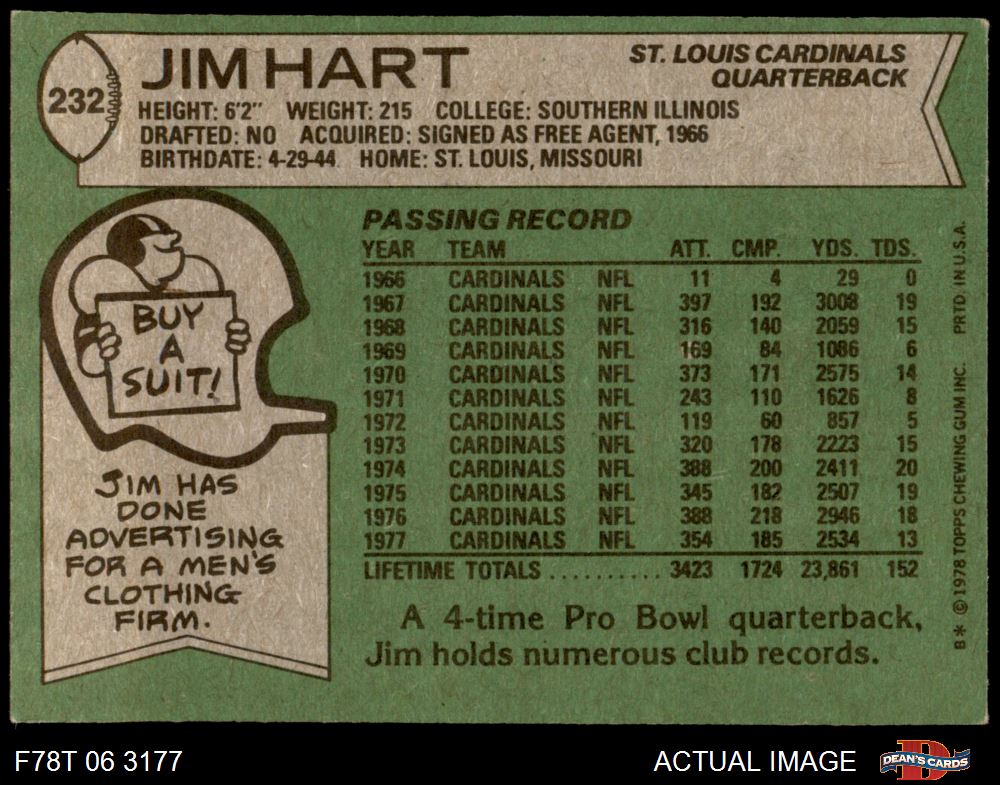 232
JIM HART
ST. LOUIS CARDINALS
QUARTERBACK
HEIGHT: 6'2" WEIGHT: 215 COLLEGE: SOUTHERN ILLINOIS
DRAFTED: NO ACQUIRED: SIGNED AS FREE AGENT, 1966
BIRTHDATE: 4-29-44 HOME: ST. LOUIS, MISSOURI
BUY
A
SUIT!
JIM HAS
DONE
ADVERTISING
FOR A MEN'S
CLOTHING
FIRM.
PASSING RECORD
YEAR TEAM ATT. CMP. YDS. TDS.
1966 CARDINALS NFL 11 4 29 0
1967 CARDINALS NFL 397 192 3008 19
1968 CARDINALS NFL 316 140 2059 15
1969 CARDINALS NFL 169 84 1086 6
1970 CARDINALS NFL 373 171 2575 14
1971 CARDINALS NFL 243 110 1626 8
1972 CARDINALS NFL 119 60 857 5
1973 CARDINALS NFL 320 178 2223 15
1974 CARDINALS NFL 388 200 2411 20
1975 CARDINALS NFL 345 182 2507 19
1976 CARDINALS NFL 388 218 2946 18
1977 CARDINALS NFL 354 185 2534 13
LIFETIME TOTALS .......... 3423 1724 23,861 152
A 4-time Pro Bowl quarterback,
Jim holds numerous club records.
B* © 1978 TOPPS CHEWING GUM INC. PRTD. IN U.S.A.
F78T 06 3177
ACTUAL IMAGE
D
DEAN'S CARDS